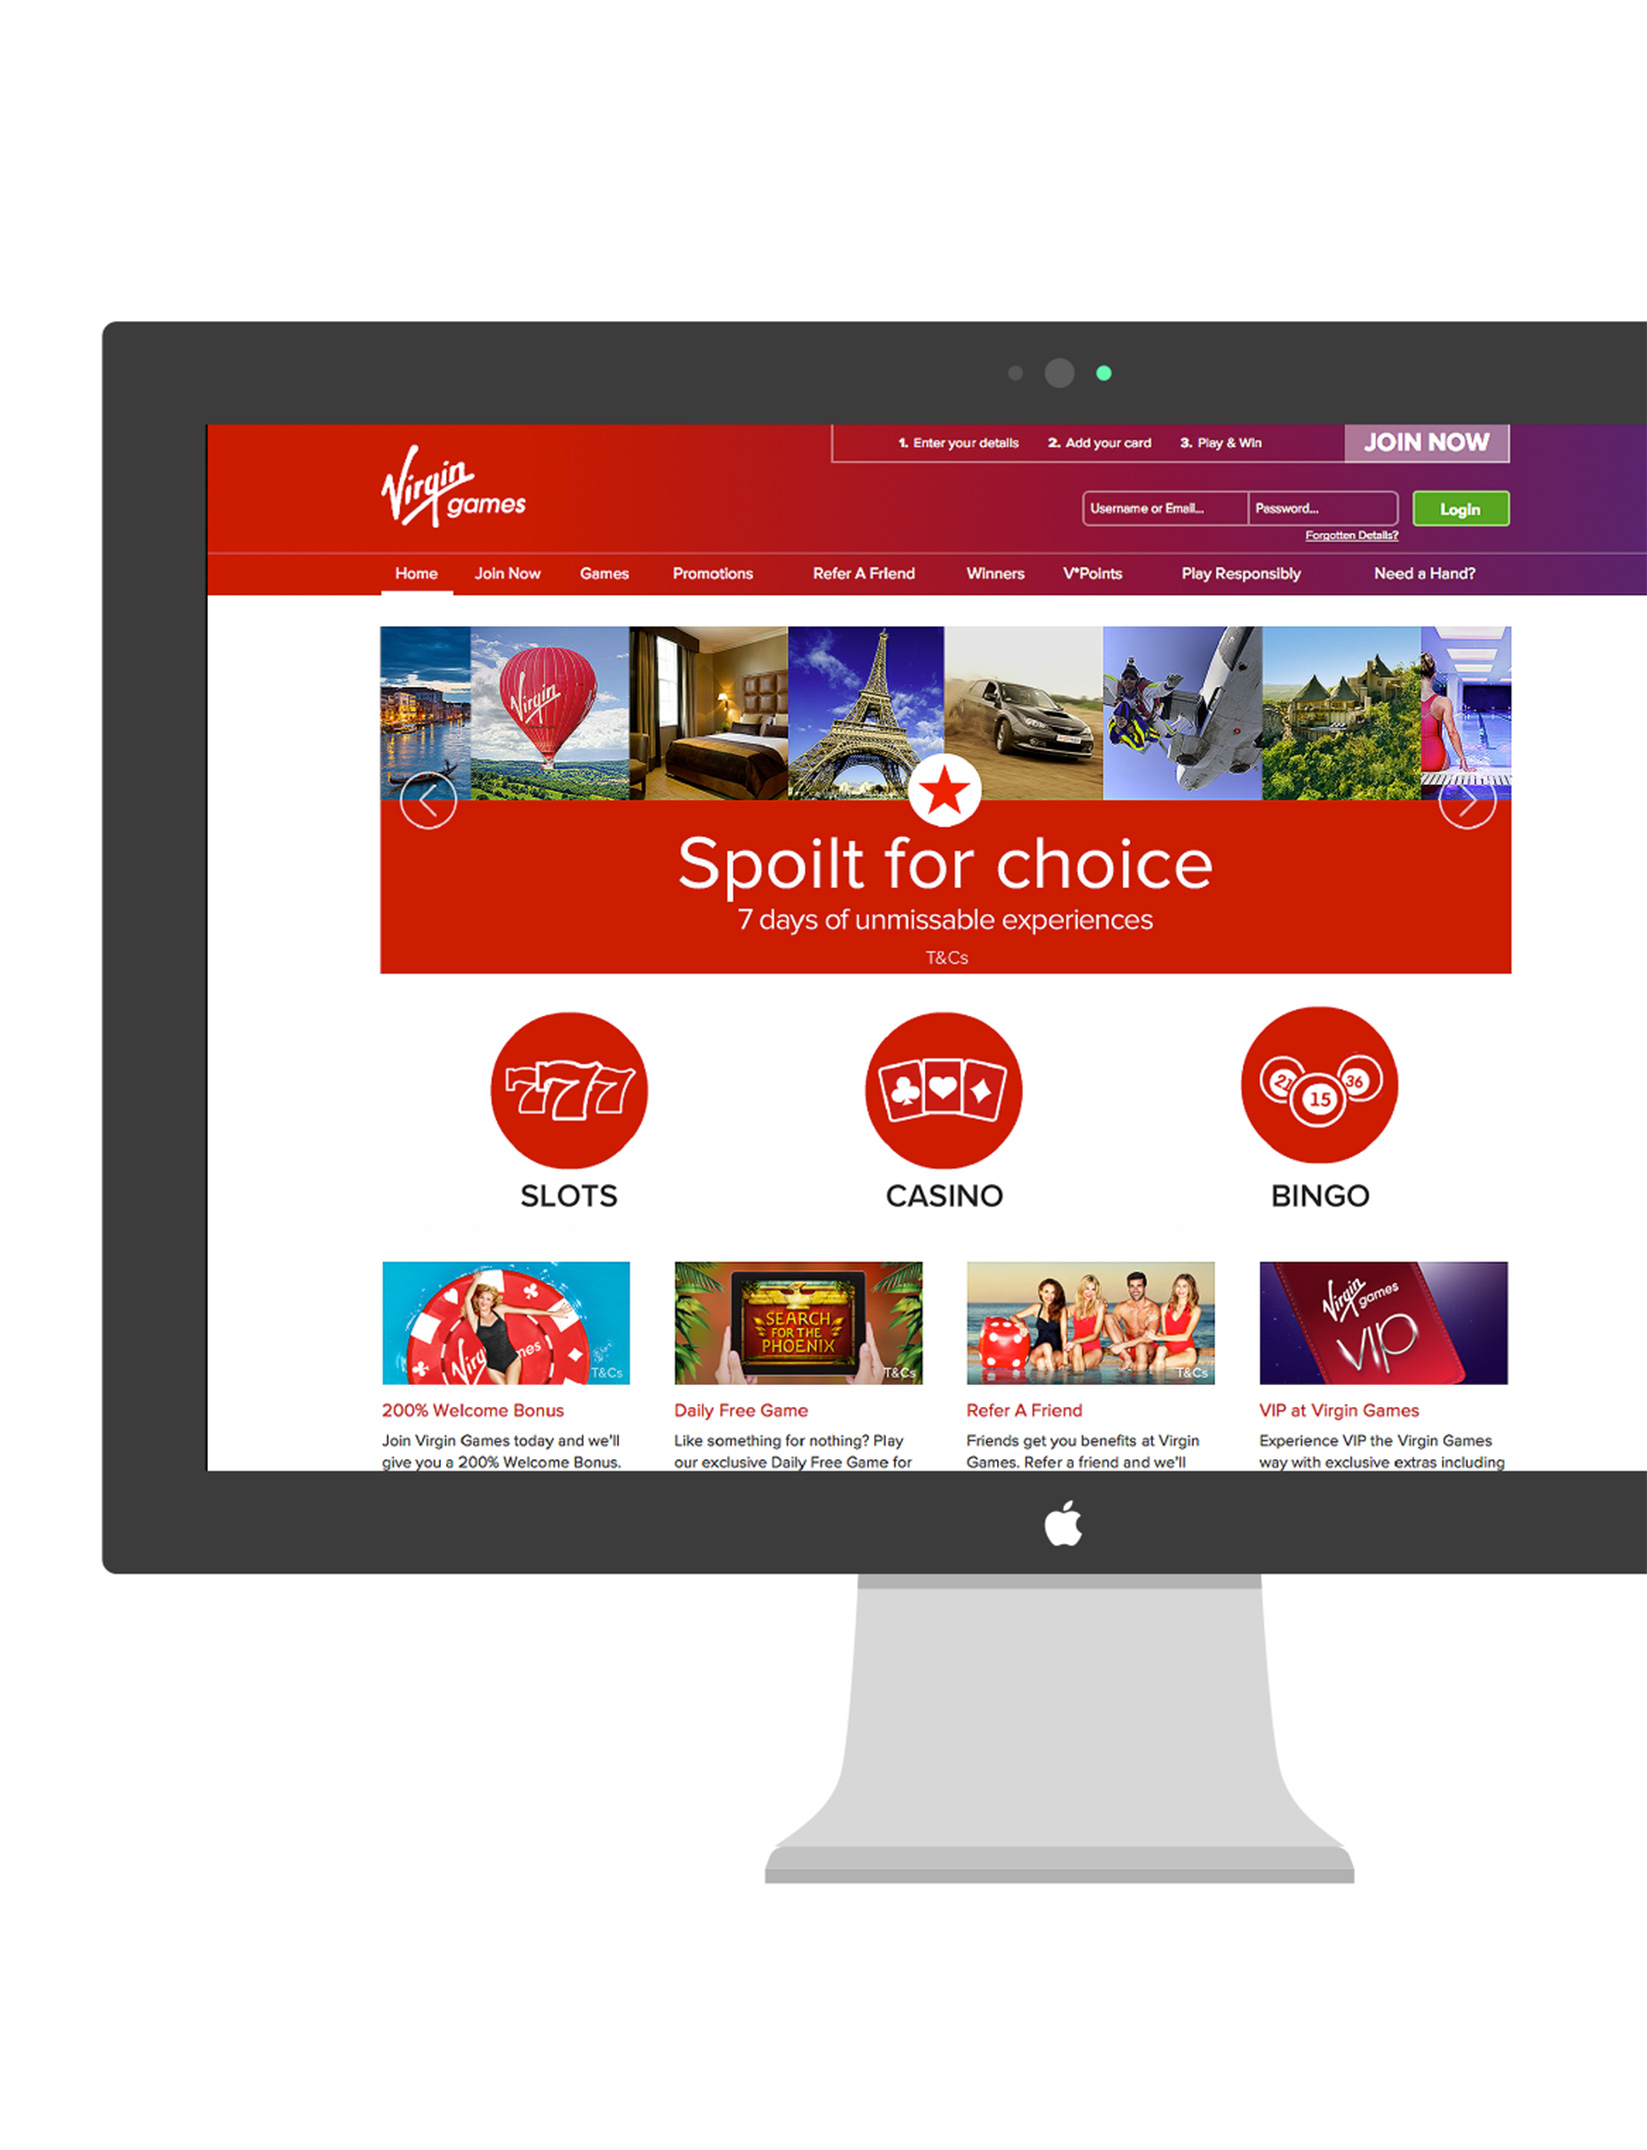 1. Enter your details 2. Add your card 3. Play & Win JOIN NOW
Virgin
games
Username or Email... Password... Login
Forgotten Details?
Home Join Now Games Promotions Refer A Friend Winners V*Points Play Responsibly Need a Hand?
Virgin
Spoilt for choice
7 days of unmissable experiences
T&Cs
777
21 15 36
SLOTS CASINO BINGO
Virgin games
T&Cs
SEARCH
FOR THE
PHOENIX
T&Cs
T&Cs
Virgin games
VIP
200% Welcome Bonus
Join Virgin Games today and we'll
give you a 200% Welcome Bonus.
Daily Free Game
Like something for nothing? Play
our exclusive Daily Free Game for
Refer A Friend
Friends get you benefits at Virgin
Games. Refer a friend and we'll
VIP at Virgin Games
Experience VIP the Virgin Games
way with exclusive extras including